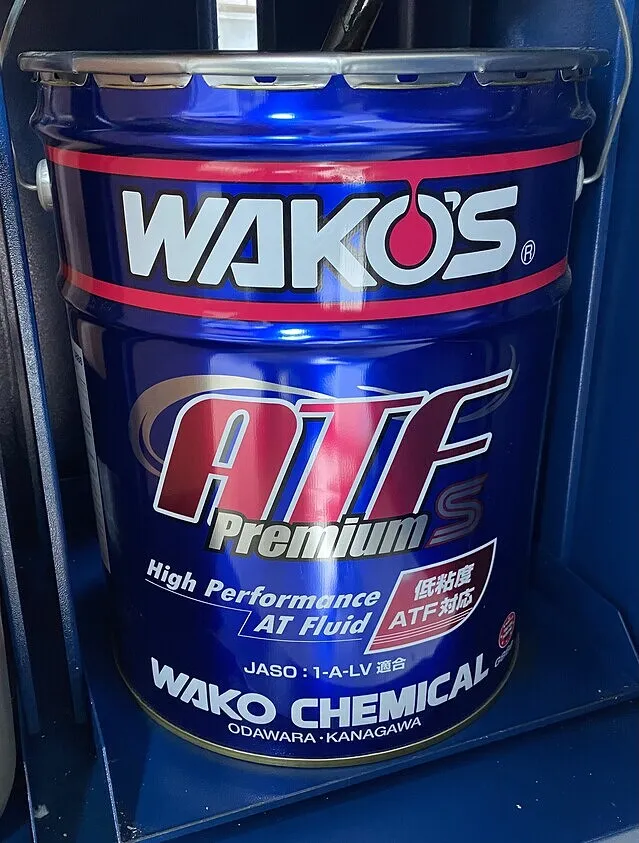 WAKO'S®
ATF
Premium S
High Performance
AT Fluid
低粘度
ATF対応
JASO : 1-A-LV 適合
WAKO CHEMICAL
ODAWARA・KANAGAWA